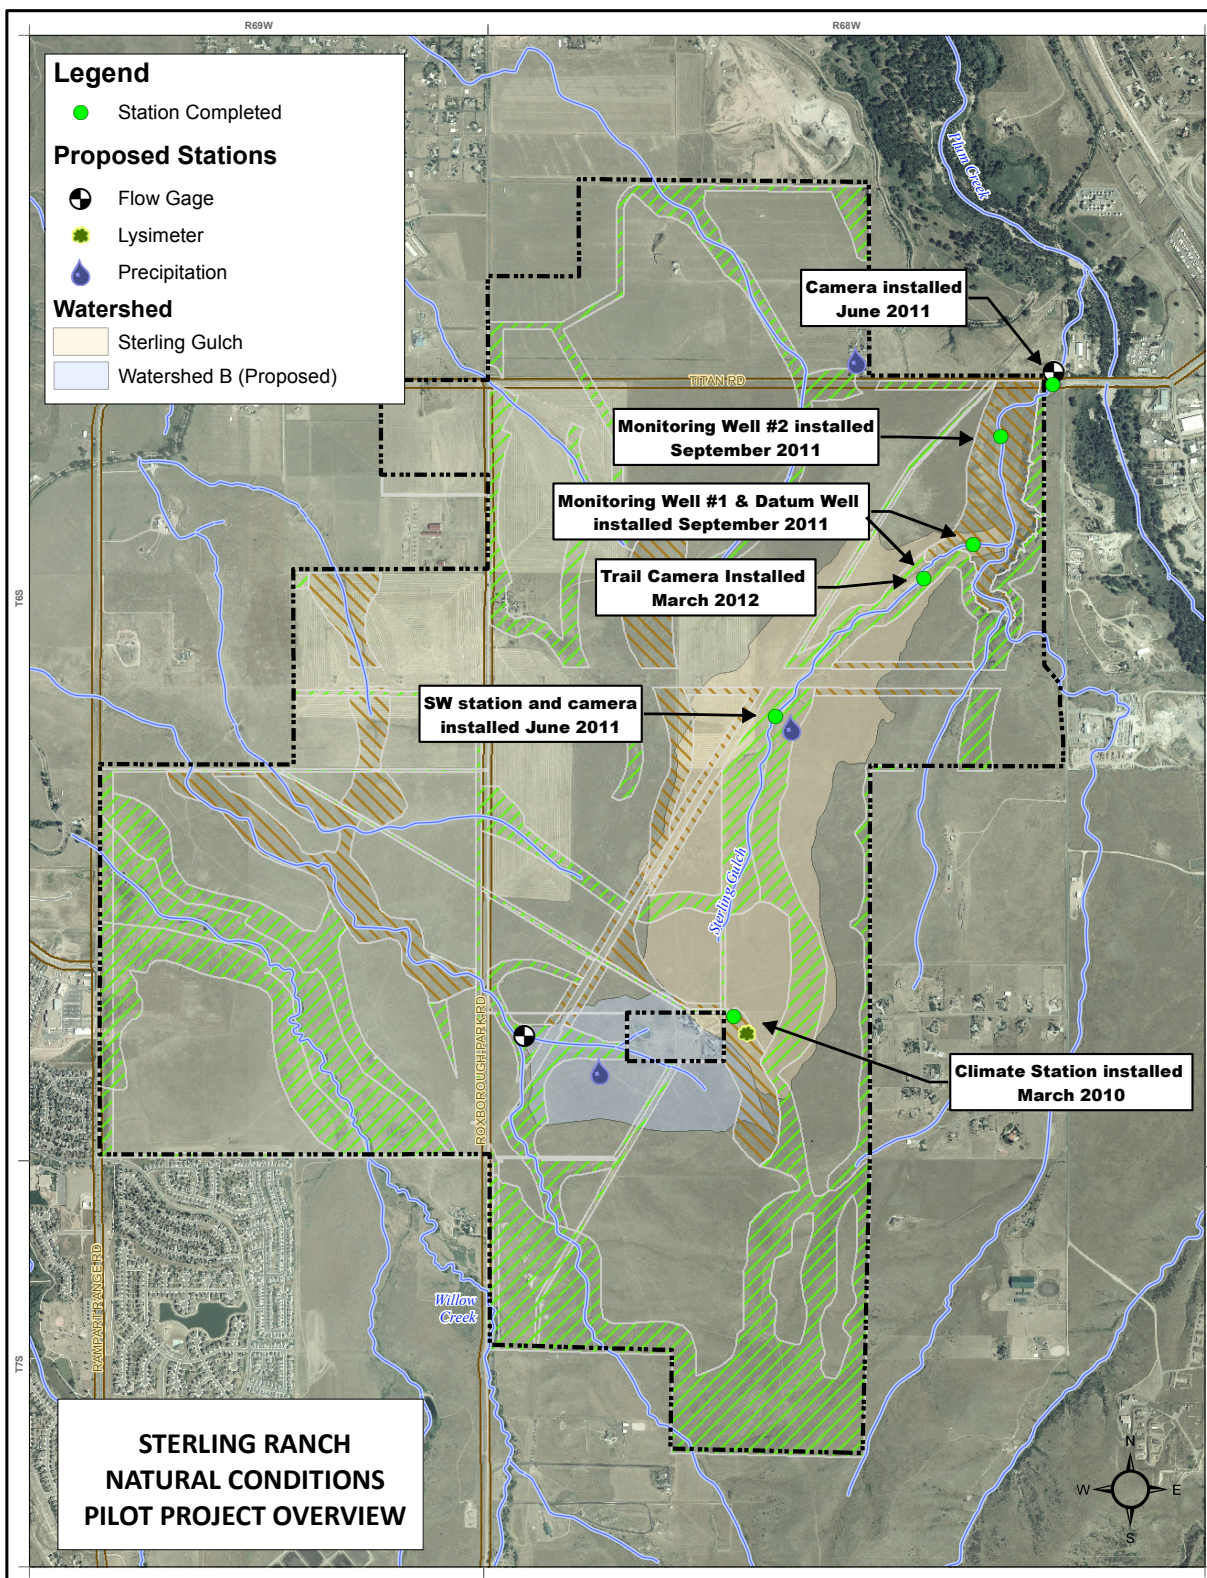 R69W
R68W
Legend
Station Completed
Proposed Stations
Flow Gage
Lysimeter
Precipitation
Watershed
Sterling Gulch
Watershed B (Proposed)
Plum Creek
Camera installed
June 2011
TITAN RD
Monitoring Well #2 installed
September 2011
Monitoring Well #1 & Datum Well
installed September 2011
Trail Camera Installed
March 2012
T6S
SW station and camera
installed June 2011
Sterling Gulch
ROXBOROUGH PARK RD
Climate Station installed
March 2010
RAMPART RANGE RD
Willow
Creek
T7S
STERLING RANCH
NATURAL CONDITIONS
PILOT PROJECT OVERVIEW
N
W
E
S